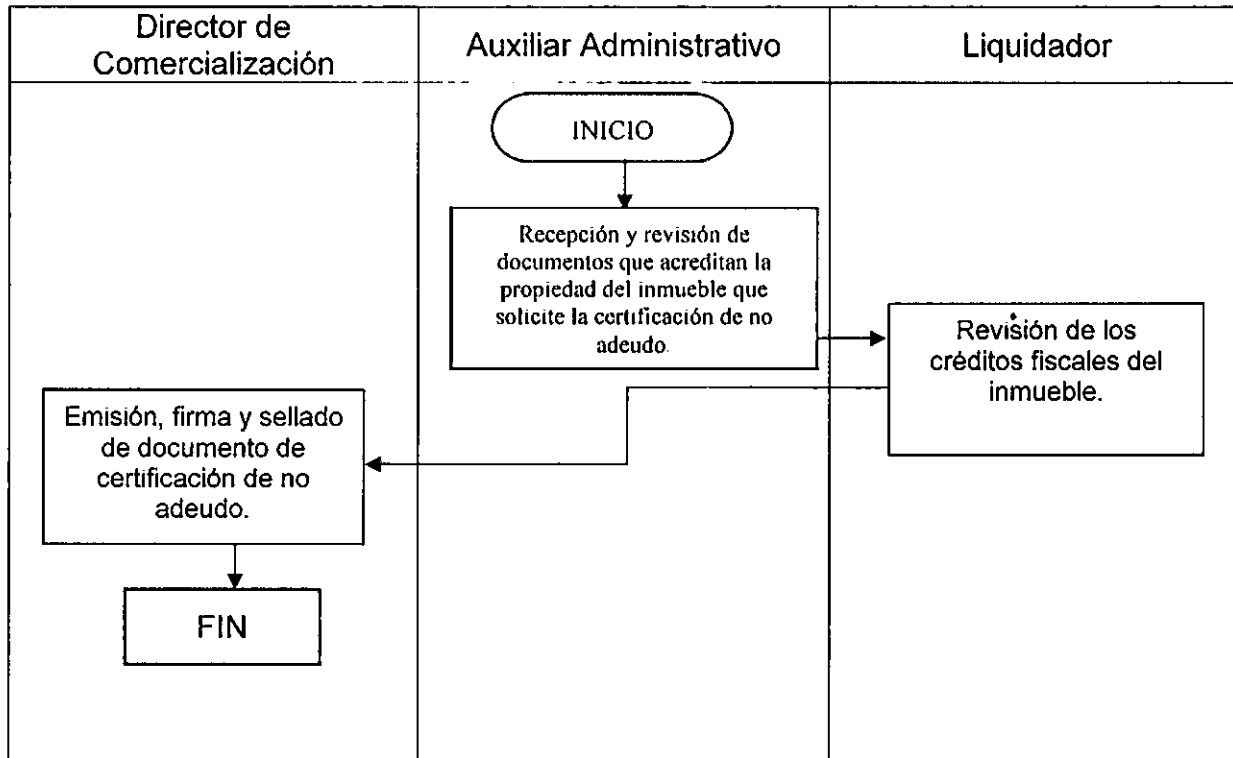 Director de
Comercialización
Auxiliar Administrativo
Liquidador
INICIO
Recepción y revisión de
documentos que acreditan la
propiedad del inmueble que
solicite la certificación de no
adeudo.
Revisión de los
créditos fiscales del
inmueble.
Emisión, firma y sellado
de documento de
certificación de no
adeudo.
FIN